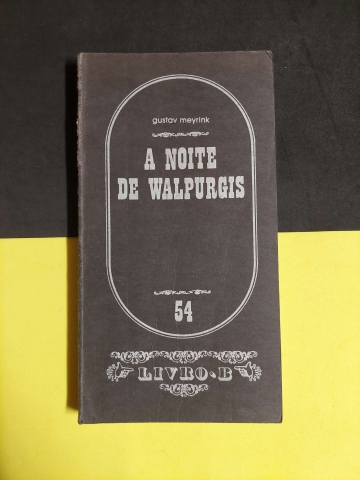 gustav meyrink
A NOITE
DE WALPURGIS
54
LIVRO·B